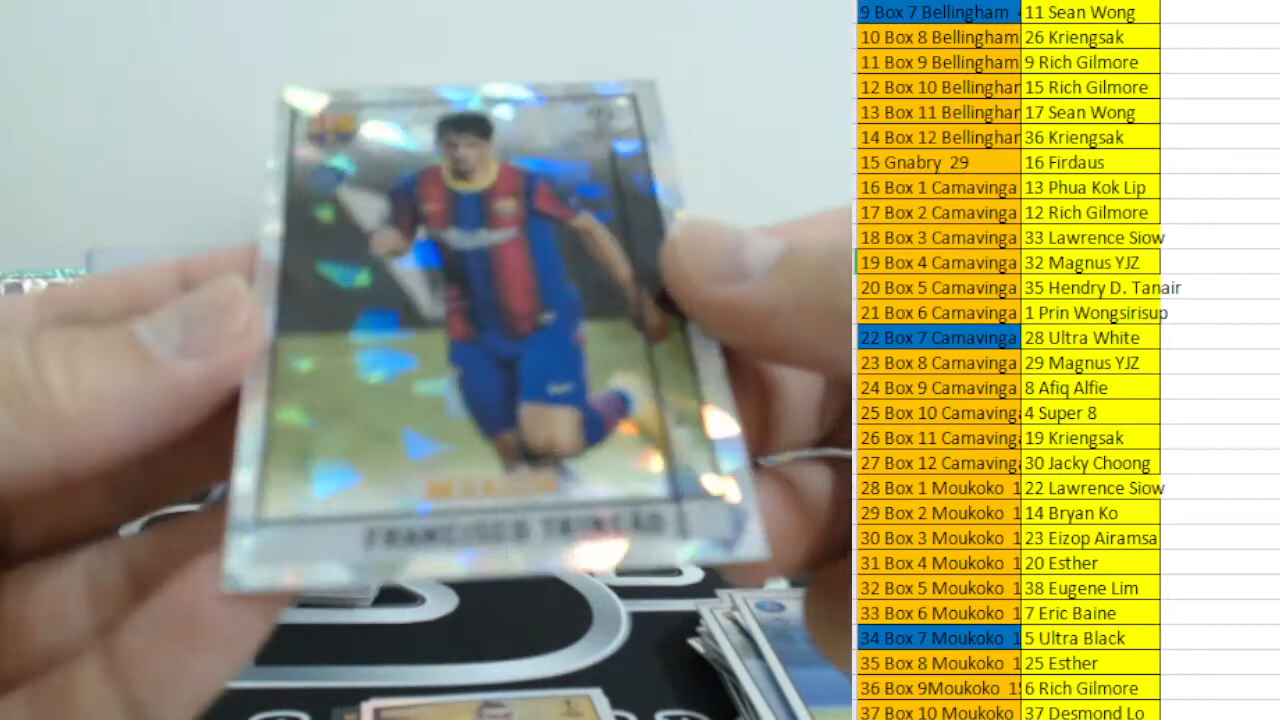 FRANCISCO TRINCÃO
9 Box 7 Bellingham
11 Sean Wong
10 Box 8 Bellingham
26 Kriengsak
11 Box 9 Bellingham
9 Rich Gilmore
12 Box 10 Bellinghar
15 Rich Gilmore
13 Box 11 Bellinghar
17 Sean Wong
14 Box 12 Bellinghar
36 Kriengsak
15 Gnabry 29
16 Firdaus
16 Box 1 Camavinga
13 Phua Kok Lip
17 Box 2 Camavinga
12 Rich Gilmore
18 Box 3 Camavinga
33 Lawrence Siow
19 Box 4 Camavinga
32 Magnus YJZ
20 Box 5 Camavinga
35 Hendry D. Tanair
21 Box 6 Camavinga
1 Prin Wongsirisup
22 Box 7 Camavinga
28 Ultra White
23 Box 8 Camavinga
29 Magnus YJZ
24 Box 9 Camavinga
8 Afiq Alfie
25 Box 10 Camavinga
4 Super 8
26 Box 11 Camavinga
19 Kriengsak
27 Box 12 Camavinga
30 Jacky Choong
28 Box 1 Moukoko 1
22 Lawrence Siow
29 Box 2 Moukoko 1
14 Bryan Ko
30 Box 3 Moukoko 1
23 Eizop Airamsa
31 Box 4 Moukoko 1
20 Esther
32 Box 5 Moukoko 1
38 Eugene Lim
33 Box 6 Moukoko 1
7 Eric Baine
34 Box 7 Moukoko 1
5 Ultra Black
35 Box 8 Moukoko 1
25 Esther
36 Box 9Moukoko 1
6 Rich Gilmore
37 Box 10 Moukoko
37 Desmond Lo